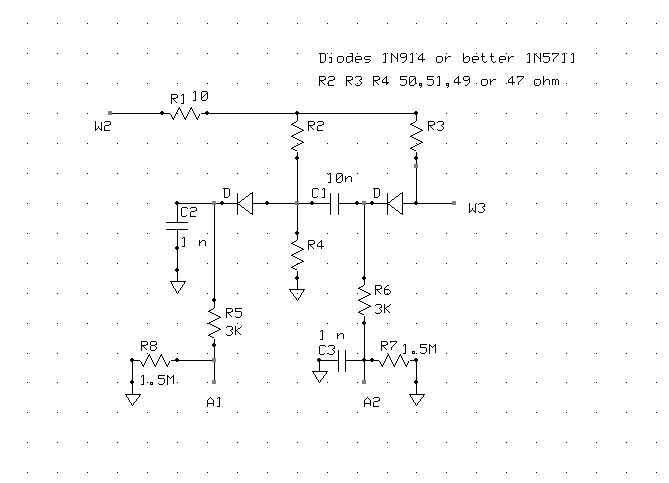 Diodes 1N914 or better 1N5711
R2 R3 R4 50,51,49 or 47 ohm
R1 10
W2
R2
R3
10n
D
C1
D
C2
W3
1 n
R4
R6
3K
R5
3K
1 n
R8
C3
R7 1.5M
1.5M
A1
A2